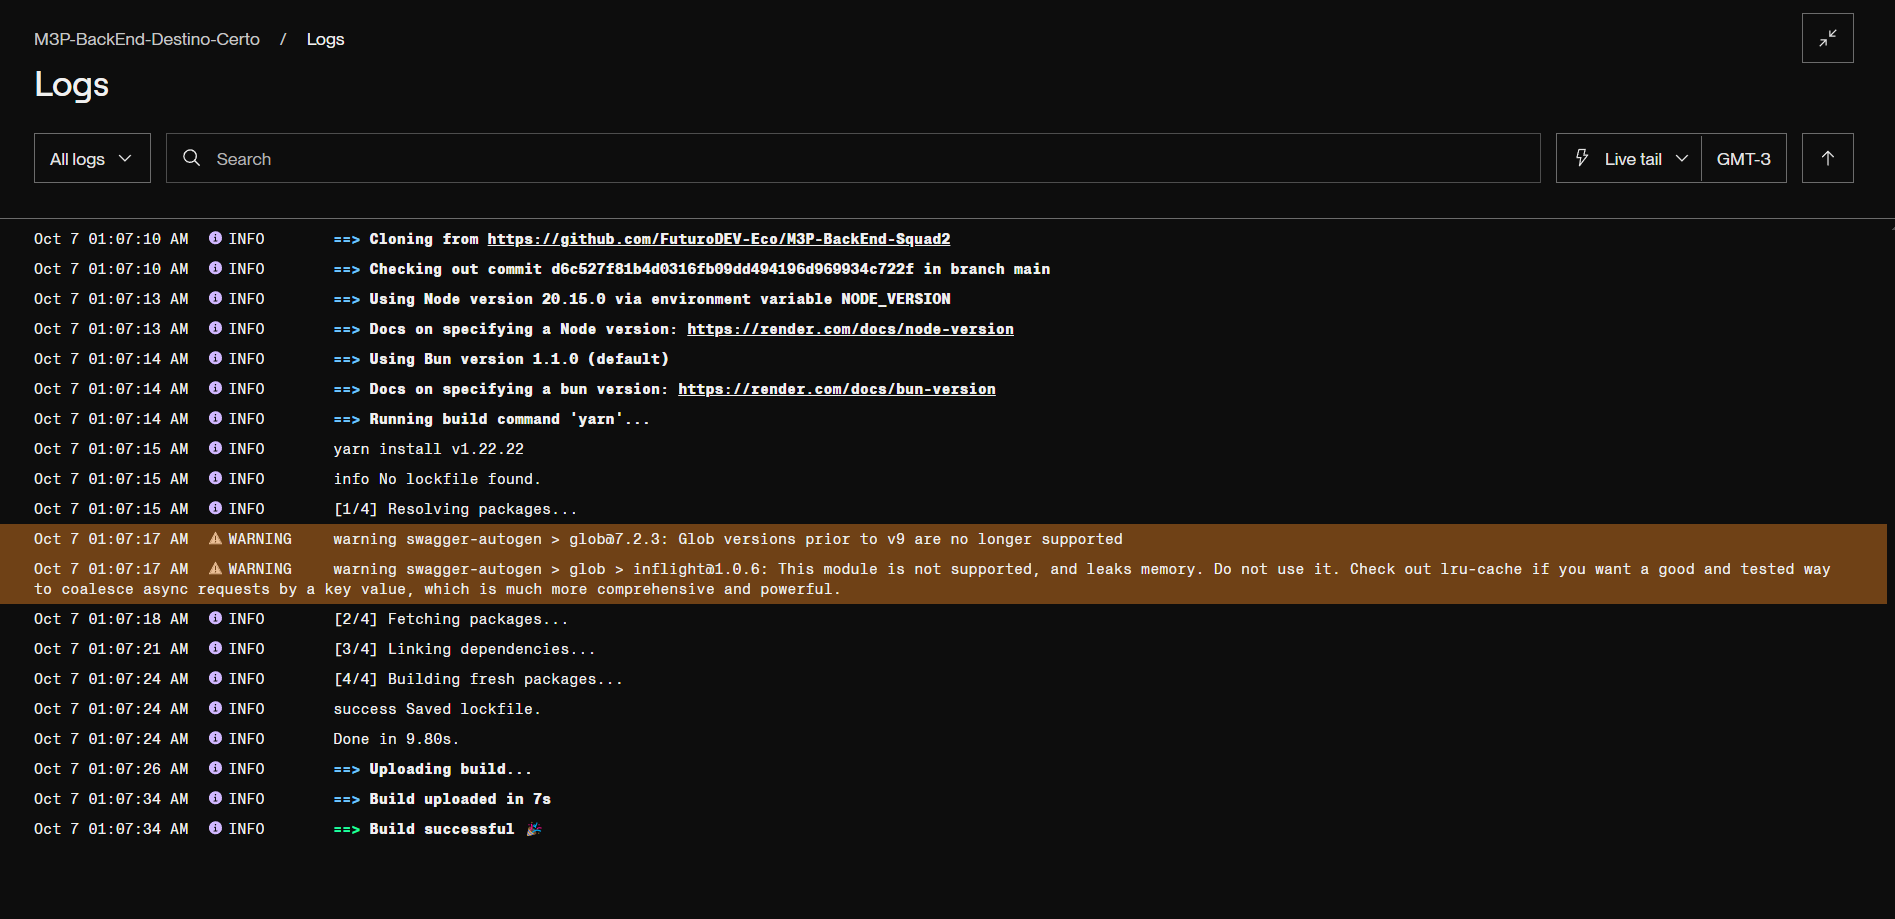 M3P-BackEnd-Destino-Certo / Logs
Logs
All logs Search Live tail GMT-3
Oct 7 01:07:10 AM INFO ==> Cloning from https://github.com/FuturoDEV-Eco/M3P-BackEnd-Squad2
Oct 7 01:07:10 AM INFO ==> Checking out commit d6c527f81b4d0316fb09dd494196d969934c722f in branch main
Oct 7 01:07:13 AM INFO ==> Using Node version 20.15.0 via environment variable NODE_VERSION
Oct 7 01:07:13 AM INFO ==> Docs on specifying a Node version: https://render.com/docs/node-version
Oct 7 01:07:14 AM INFO ==> Using Bun version 1.1.0 (default)
Oct 7 01:07:14 AM INFO ==> Docs on specifying a bun version: https://render.com/docs/bun-version
Oct 7 01:07:14 AM INFO ==> Running build command 'yarn'...
Oct 7 01:07:15 AM INFO yarn install v1.22.22
Oct 7 01:07:15 AM INFO info No lockfile found.
Oct 7 01:07:15 AM INFO [1/4] Resolving packages...
Oct 7 01:07:17 AM WARNING warning swagger-autogen > glob@7.2.3: Glob versions prior to v9 are no longer supported
Oct 7 01:07:17 AM WARNING warning swagger-autogen > glob > inflight@1.0.6: This module is not supported, and leaks memory. Do not use it. Check out lru-cache if you want a good and tested way
to coalesce async requests by a key value, which is much more comprehensive and powerful.
Oct 7 01:07:18 AM INFO [2/4] Fetching packages...
Oct 7 01:07:21 AM INFO [3/4] Linking dependencies...
Oct 7 01:07:24 AM INFO [4/4] Building fresh packages...
Oct 7 01:07:24 AM INFO success Saved lockfile.
Oct 7 01:07:24 AM INFO Done in 9.80s.
Oct 7 01:07:26 AM INFO ==> Uploading build...
Oct 7 01:07:34 AM INFO ==> Build uploaded in 7s
Oct 7 01:07:34 AM INFO ==> Build successful 🎉